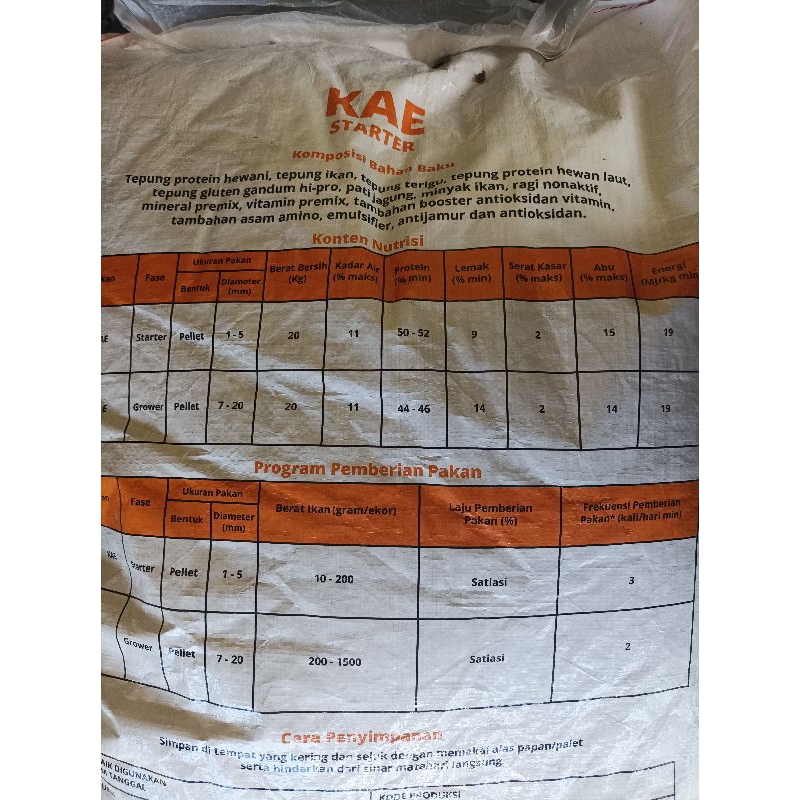 KAE
STARTER
Komposisi Bahan Baku
Tepung protein hewani, tepung ikan, tepung terigu, tepung protein hewan laut,
tepung gluten gandum hi-pro, pati jagung, minyak ikan, ragi nonaktif,
mineral premix, vitamin premix, tambahan booster antioksidan vitamin,
tambahan asam amino, emulsifier, antijamur dan antioksidan.
Konten Nutrisi
Fase Ukuran Pakan Bentuk Diameter (mm) Berat Bersih (Kg) Kadar Air (% maks) Protein (% min) Lemak (% min) Serat Kasar (% maks) Abu (% maks) Energi (MJ/kg min
Starter Pellet 1 - 5 20 11 50 - 52 9 2 15 19
Grower Pellet 7 - 20 20 11 44 - 46 14 2 14 19
Program Pemberian Pakan
Fase Ukuran Pakan Bentuk Diameter (mm) Berat Ikan (gram/ekor) Laju Pemberian Pakan (%) Frekuensi Pemberian Pakan* (kali/hari min)
Starter Pellet 1 - 5 10 - 200 Satiasi 3
Grower Pellet 7 - 20 200 - 1500 Satiasi 2
Cara Penyimpanan
Simpan di tempat yang kering dan sejuk dengan memakai alas papan/palet
serta hindarkan dari sinar matahari langsung
AIK DIGUNAKAN
TANGGAL
KODE PRODUKSI